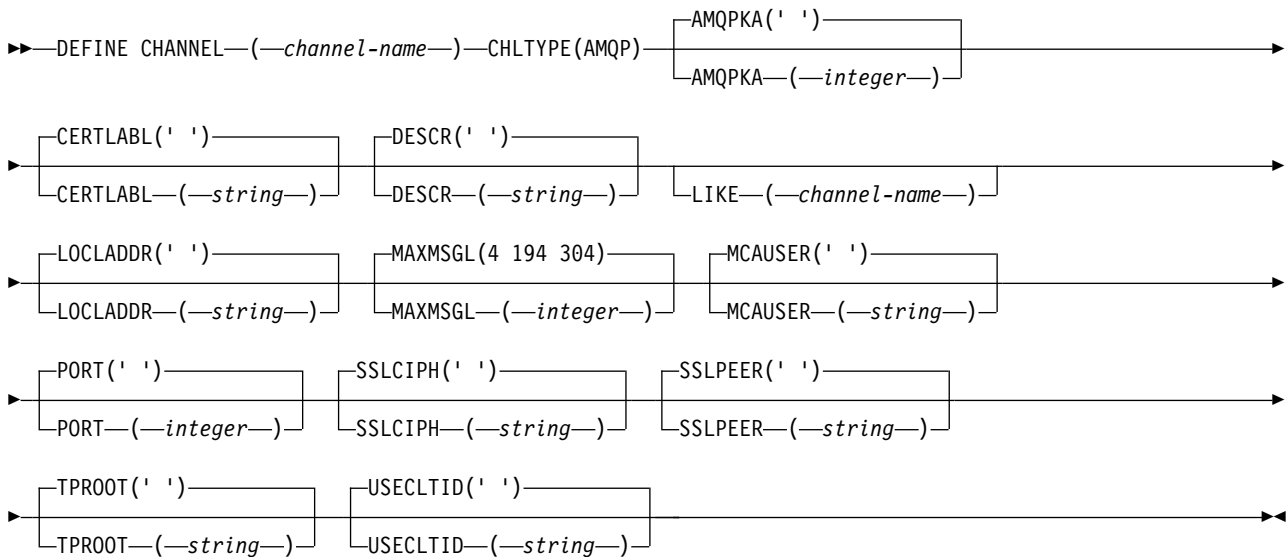 AMQPKA(' ')
DEFINE CHANNEL ( channel-name ) CHLTYPE(AMQP)
AMQPKA ( integer )
CERTLABL(' ') DESCR(' ')
CERTLABL ( string ) DESCR ( string ) LIKE ( channel-name )
LOCLADDR(' ') MAXMSGL(4 194 304) MCAUSER(' ')
LOCLADDR ( string ) MAXMSGL ( integer ) MCAUSER ( string )
PORT(' ') SSLCIPH(' ') SSLPEER(' ')
PORT ( integer ) SSLCIPH ( string ) SSLPEER ( string )
TPROOT(' ') USECLTID(' ')
TPROOT ( string ) USECLTID ( string )